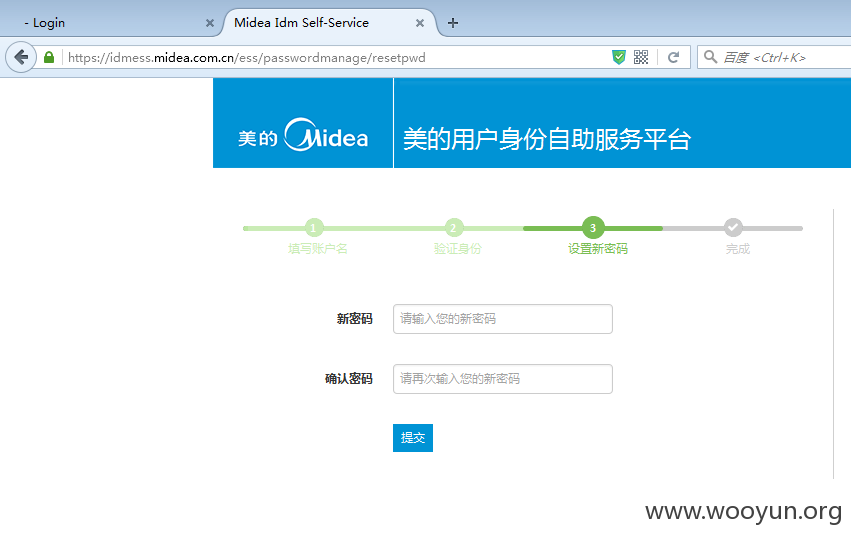 - Login
Midea Idm Self-Service
https://idmess.midea.com.cn/ess/passwordmanage/resetpwd
百度 <Ctrl+K>
美的 Midea
美的用户身份自助服务平台
1
2
3
填写账户名
验证身份
设置新密码
完成
新密码
请输入您的新密码
确认密码
请再次输入您的新密码
提交
www.wooyun.org